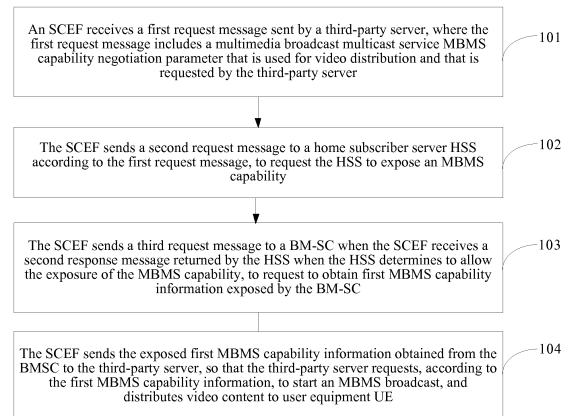 An SCEF receives a first request message sent by a third-party server, where the
first request message includes a multimedia broadcast multicast service MBMS
capability negotiation parameter that is used for video distribution and that is
requested by the third-party server
101
The SCEF sends a second request message to a home subscriber server HSS
according to the first request message, to request the HSS to expose an MBMS
capability
102
The SCEF sends a third request message to a BM-SC when the SCEF receives a
second response message returned by the HSS when the HSS determines to allow
the exposure of the MBMS capability, to request to obtain first MBMS capability
information exposed by the BM-SC
103
The SCEF sends the exposed first MBMS capability information obtained from the
BMSC to the third-party server, so that the third-party server requests, according to
the first MBMS capability information, to start an MBMS broadcast, and
distributes video content to user equipment UE
104